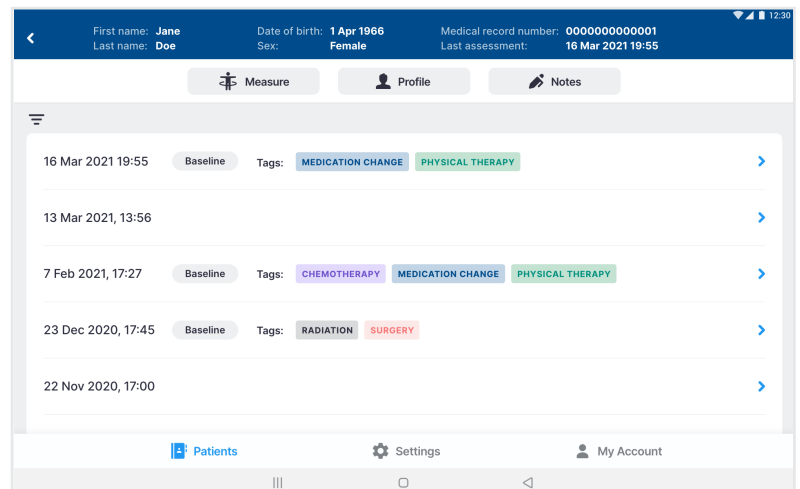 12:30
First name: Jane Date of birth: 1 Apr 1966 Medical record number: 0000000000001
Last name: Doe Sex: Female Last assessment: 16 Mar 2021 19:55
Measure Profile Notes
16 Mar 2021 19:55 Baseline Tags: MEDICATION CHANGE PHYSICAL THERAPY
13 Mar 2021, 13:56
7 Feb 2021, 17:27 Baseline Tags: CHEMOTHERAPY MEDICATION CHANGE PHYSICAL THERAPY
23 Dec 2020, 17:45 Baseline Tags: RADIATION SURGERY
22 Nov 2020, 17:00
Patients Settings My Account